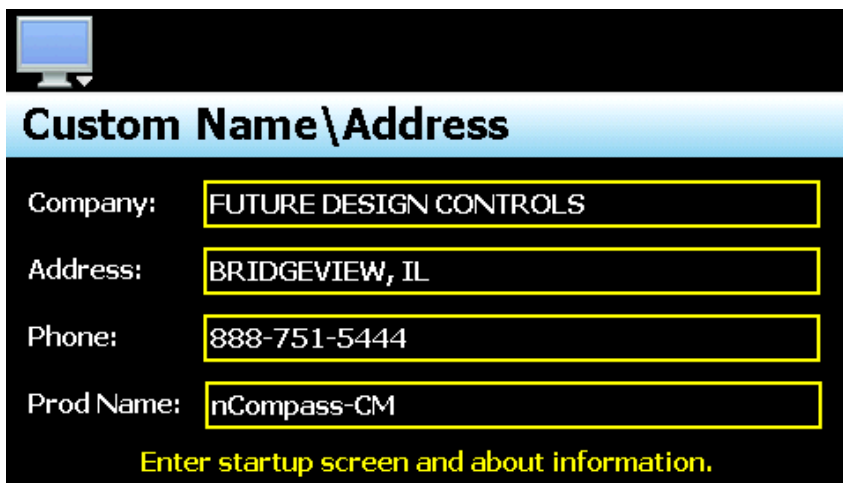 Custom Name\Address
Company: FUTURE DESIGN CONTROLS
Address: BRIDGEVIEW, IL
Phone: 888-751-5444
Prod Name: nCompass-CM
Enter startup screen and about information.